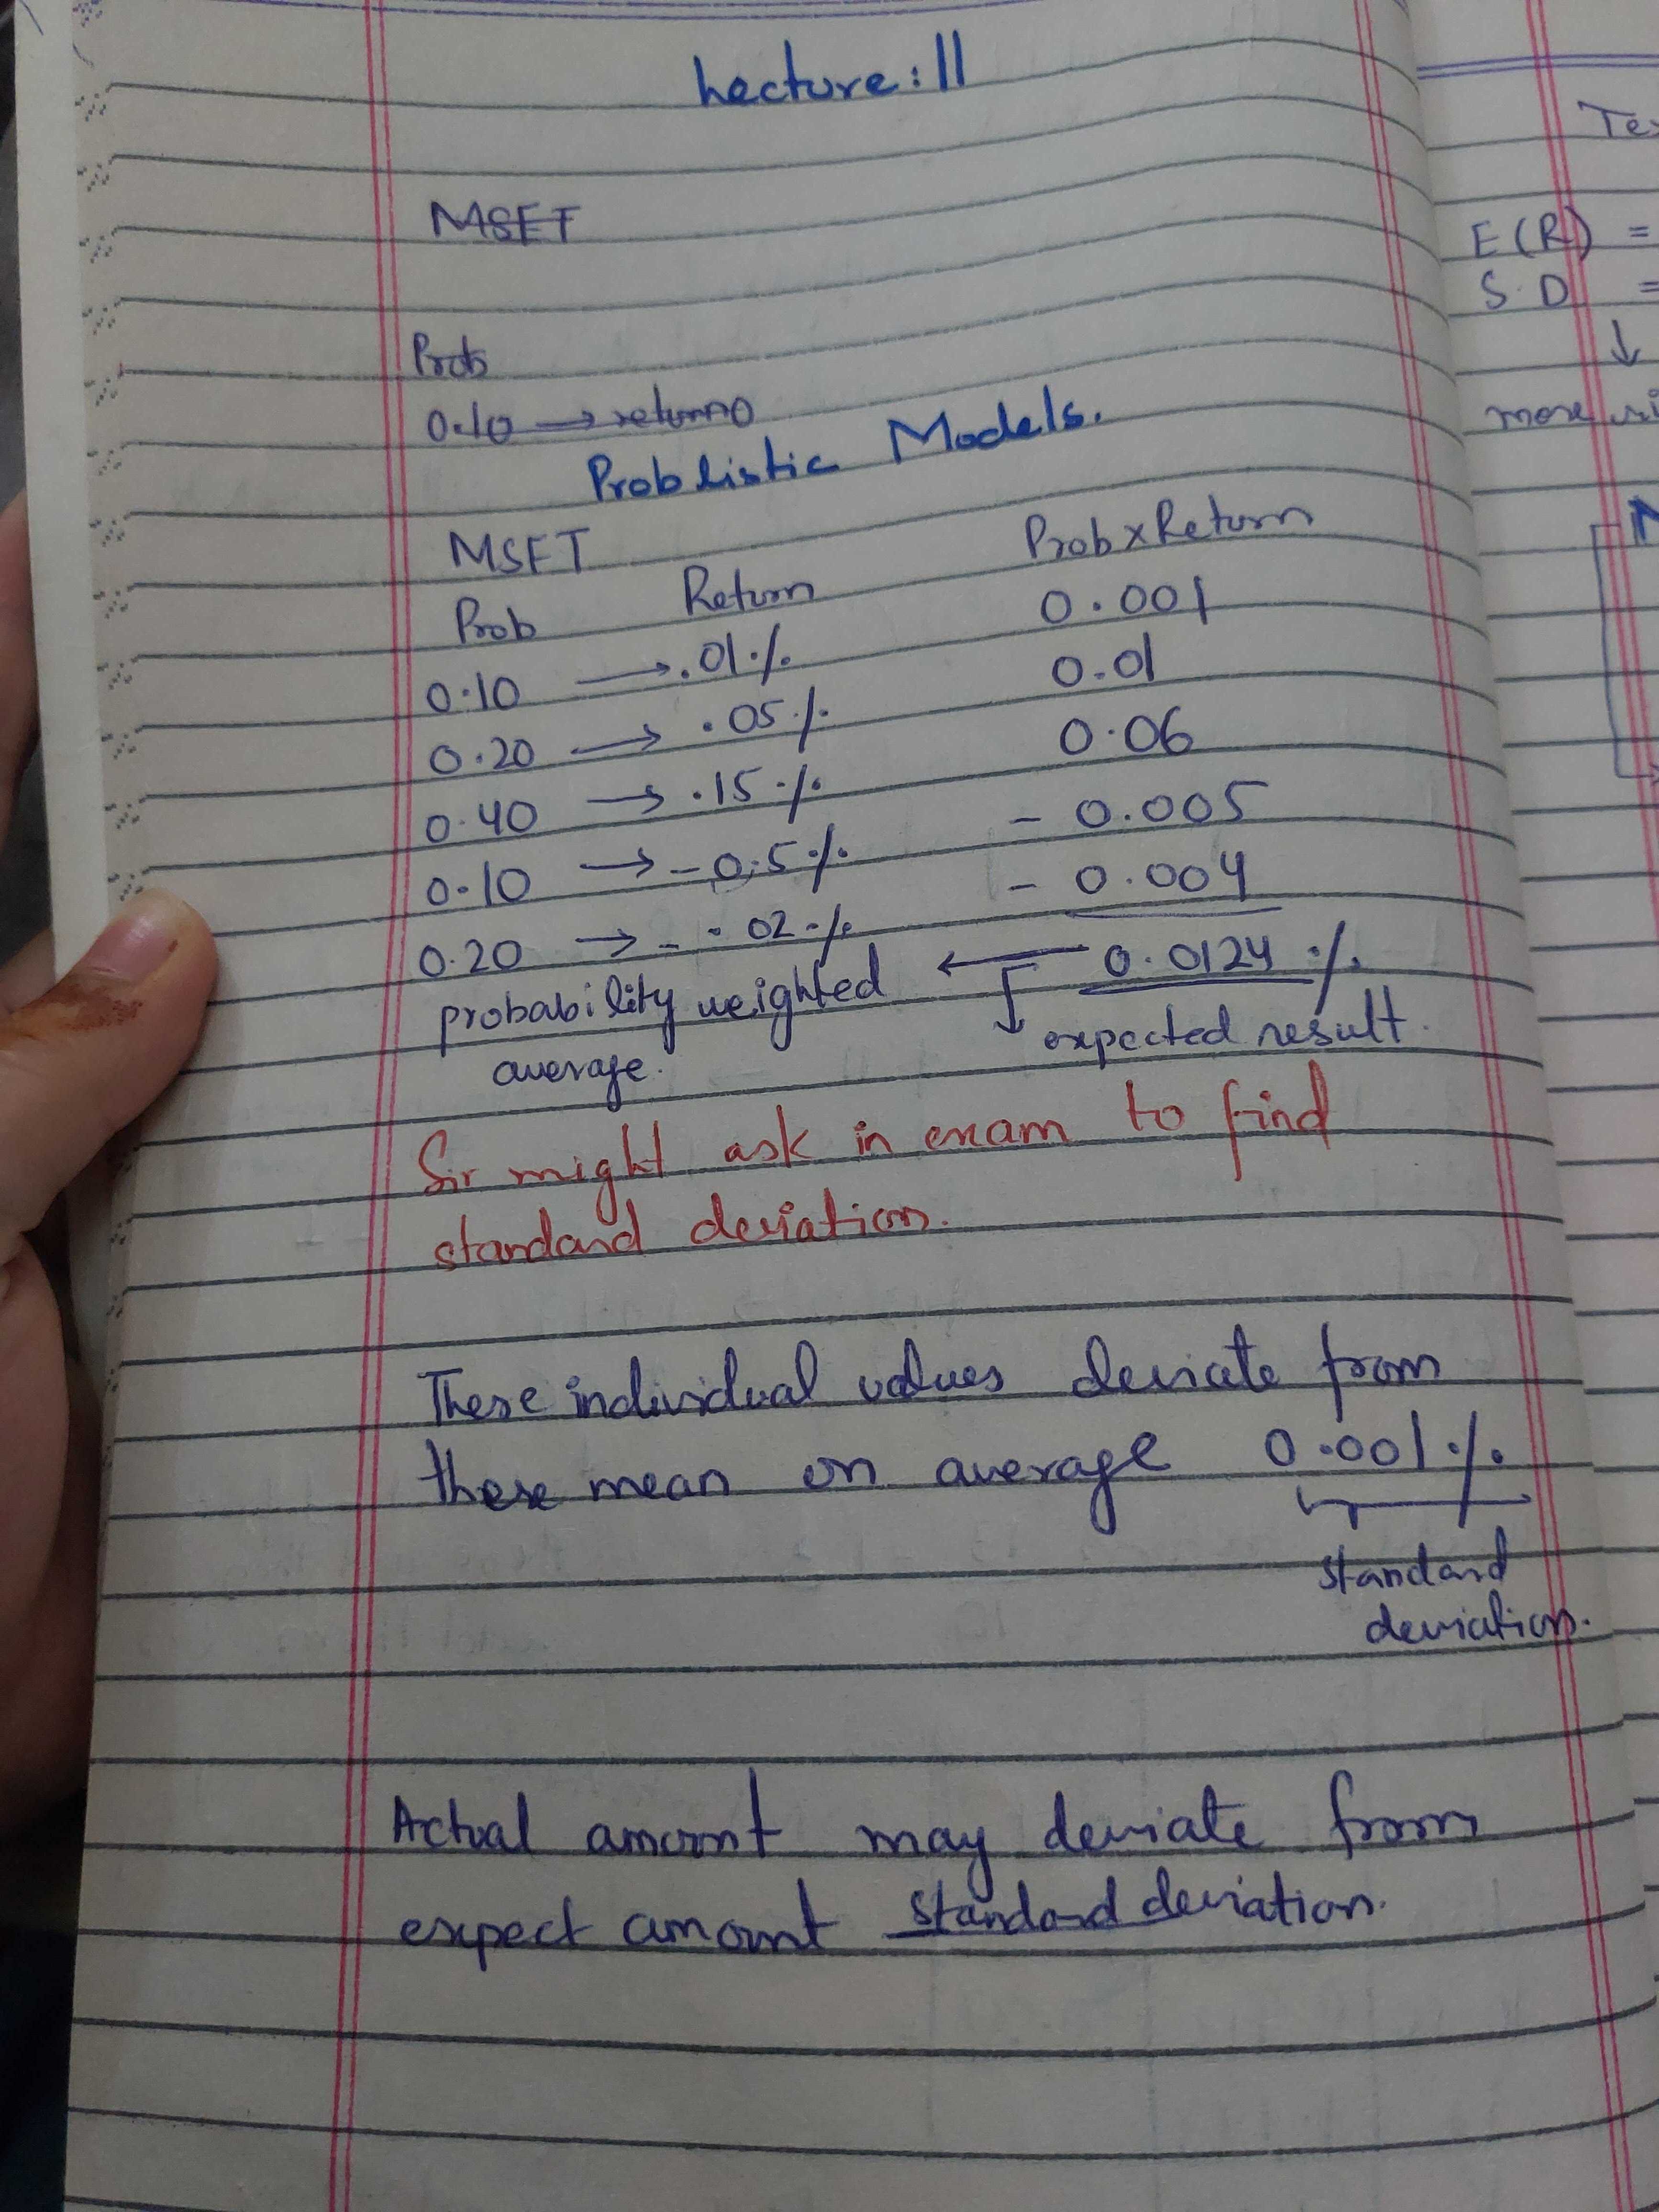 Lecture: 11
MSFT
Prob
0.10 → return 0
Problistic Models.
MSFT Prob x Return
Prob Return 0.001
0.10 → .01% 0.01
0.20 → .05% 0.06
0.40 → .15% - 0.005
0.10 → - 0.5% - 0.004
0.20 → - .02% 0.0124 %
probability weighted ← expected result.
average.
Sir might ask in exam to find
standard deviation.
These individual values deviate from
these mean on average 0.001%
standard
deviation.
Actual amount may deviate from
expect amount standard deviation.
E(R) =
S.D =
↓
more